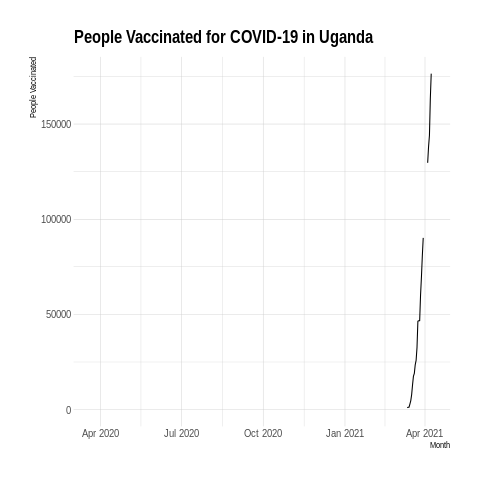 People Vaccinated for COVID-19 in Uganda
People Vaccinated
150000
100000
50000
0
Apr 2020 Jul 2020 Oct 2020 Jan 2021 Apr 2021
Month